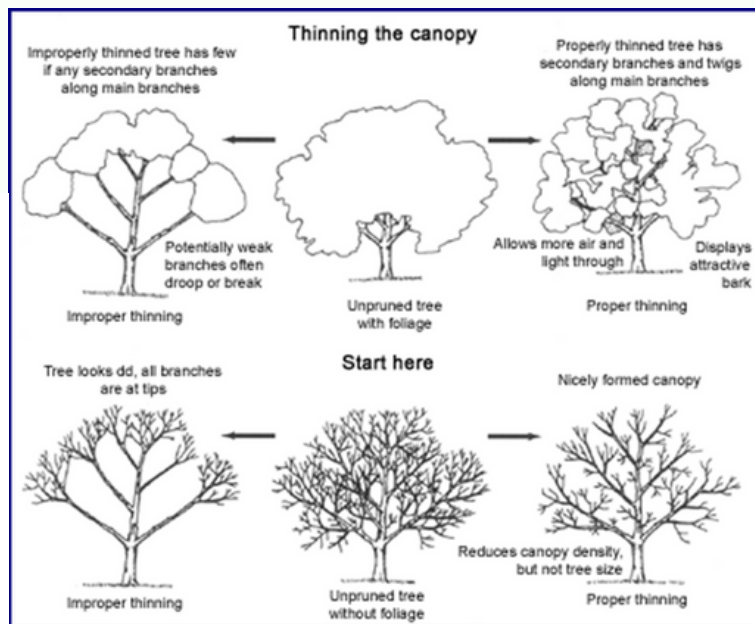 Thinning the canopy
Improperly thinned tree has few
if any secondary branches
along main branches
Properly thinned tree has
secondary branches and twigs
along main branches
Potentially weak
branches often
droop or break
Improper thinning
Unpruned tree
with foliage
Allows more air and
light through
Displays
attractive
bark
Proper thinning
Start here
Tree looks dd, all branches
are at tips
Nicely formed canopy
Improper thinning
Unpruned tree
without foliage
Reduces canopy density,
but not tree size
Proper thinning